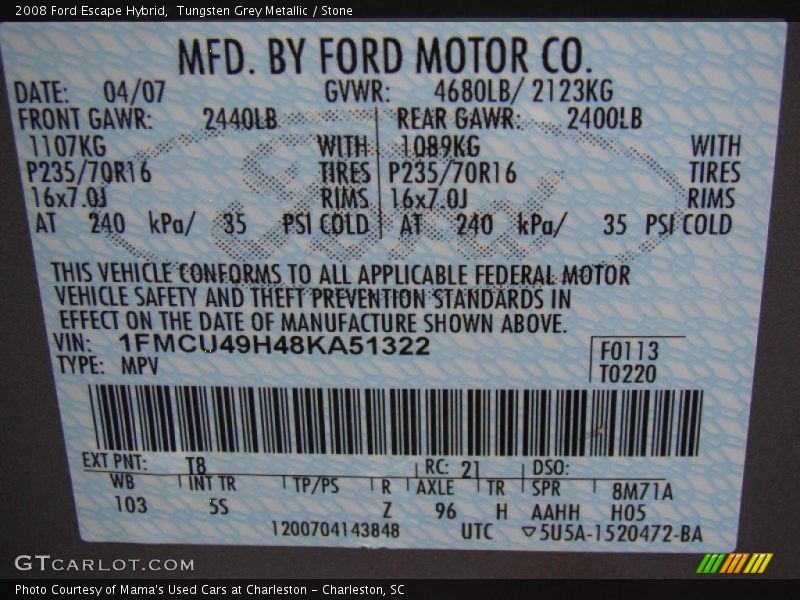 2008 Ford Escape Hybrid,  Tungsten Grey Metallic / Stone
MFD. BY FORD MOTOR CO.
DATE: 04/07 GVWR: 4680LB/ 2123KG
FRONT GAWR: 2440LB REAR GAWR: 2400LB
1107KG WITH 1089KG WITH
P235/70R16 TIRES P235/70R16 TIRES
16x7.0J RIMS 16x7.0J RIMS
AT 240 kPa/ 35 PSI COLD AT 240 kPa/ 35 PSI COLD
THIS VEHICLE CONFORMS TO ALL APPLICABLE FEDERAL MOTOR
VEHICLE SAFETY AND THEFT PREVENTION STANDARDS IN
EFFECT ON THE DATE OF MANUFACTURE SHOWN ABOVE.
VIN: 1FMCU49H48KA51322 F0113
TYPE: MPV T0220
EXT PNT: T8 RC: 21 DSO:
WB INT TR TP/PS R AXLE TR SPR 8M71A
103 5S Z 96 H AAHH H05
1200704143848 UTC ▽5U5A-1520472-BA
GTCARLOT.COM
Photo Courtesy of Mama's Used Cars at Charleston - Charleston, SC